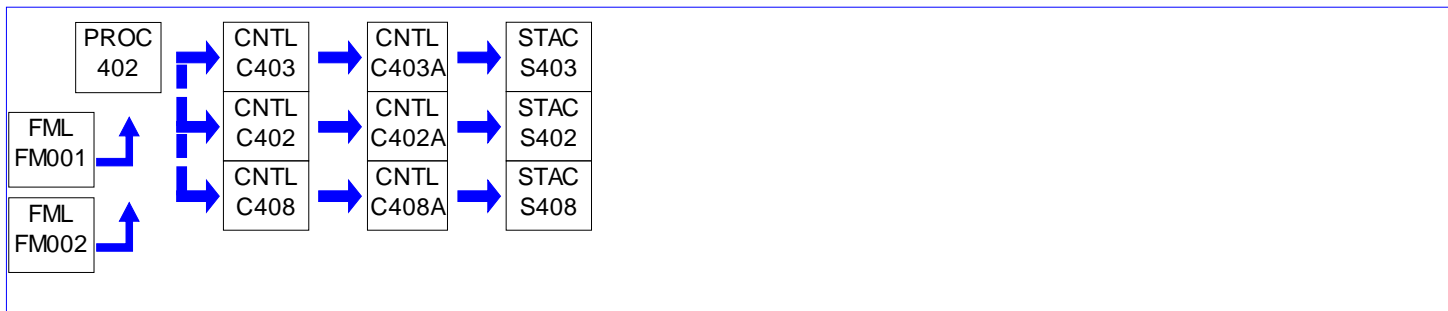 PROC
402
CNTL
C403
CNTL
C403A
STAC
S403
FML
FM001
CNTL
C402
CNTL
C402A
STAC
S402
FML
FM002
CNTL
C408
CNTL
C408A
STAC
S408